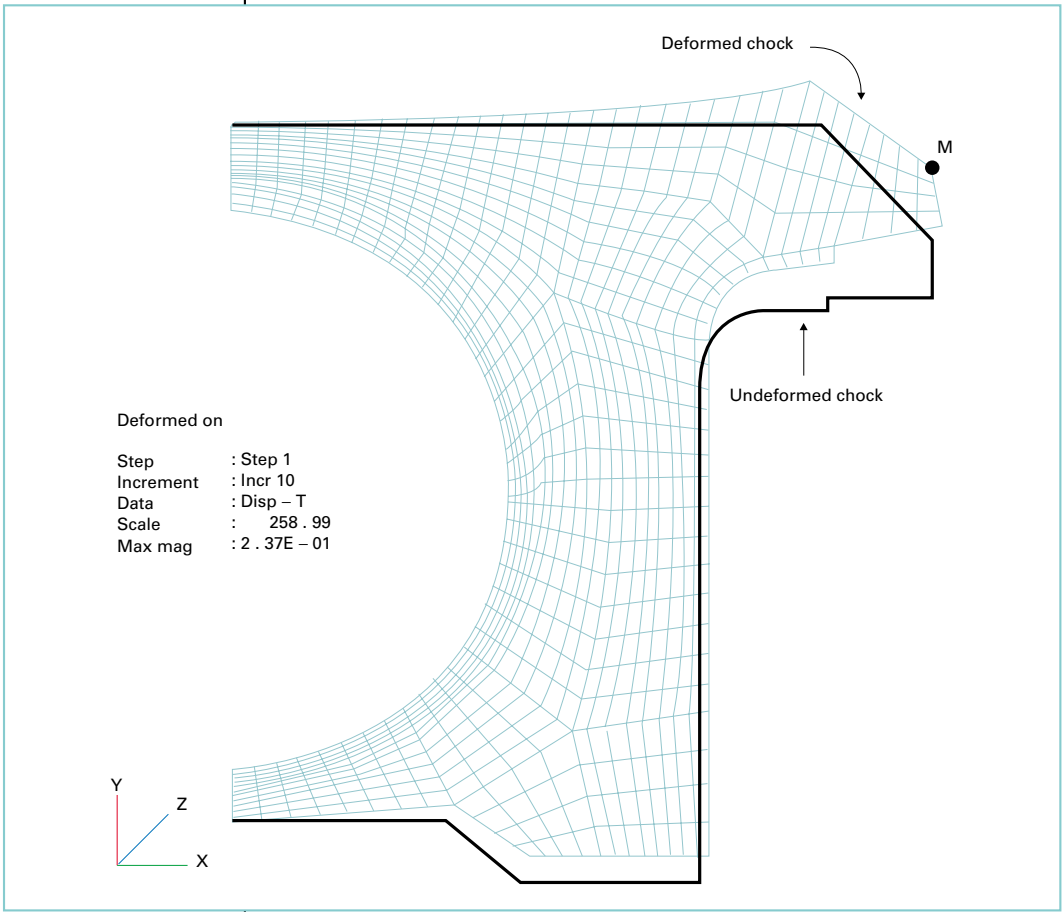 Deformed chock
M
Undeformed chock
Deformed on
Step : Step 1
Increment : Incr 10
Data : Disp – T
Scale : 258 . 99
Max mag : 2 . 37E – 01
Y
Z
X